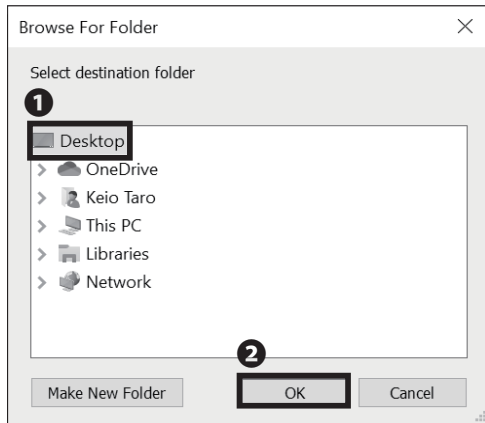 Browse For Folder
Select destination folder
1
Desktop
OneDrive
Keio Taro
This PC
Libraries
Network
2
Make New Folder OK Cancel